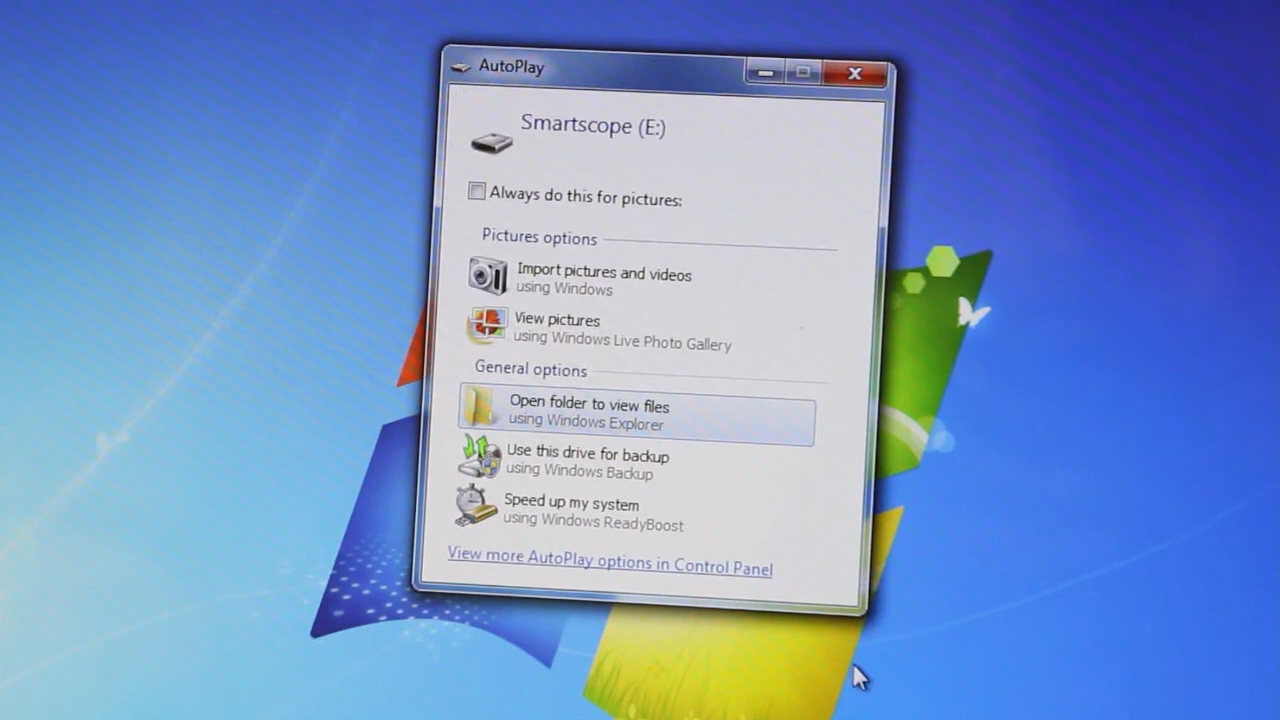 AutoPlay
Smartscope (E:)
Always do this for pictures:
Pictures options
Import pictures and videos
using Windows
View pictures
using Windows Live Photo Gallery
General options
Open folder to view files
using Windows Explorer
Use this drive for backup
using Windows Backup
Speed up my system
using Windows ReadyBoost
View more AutoPlay options in Control Panel